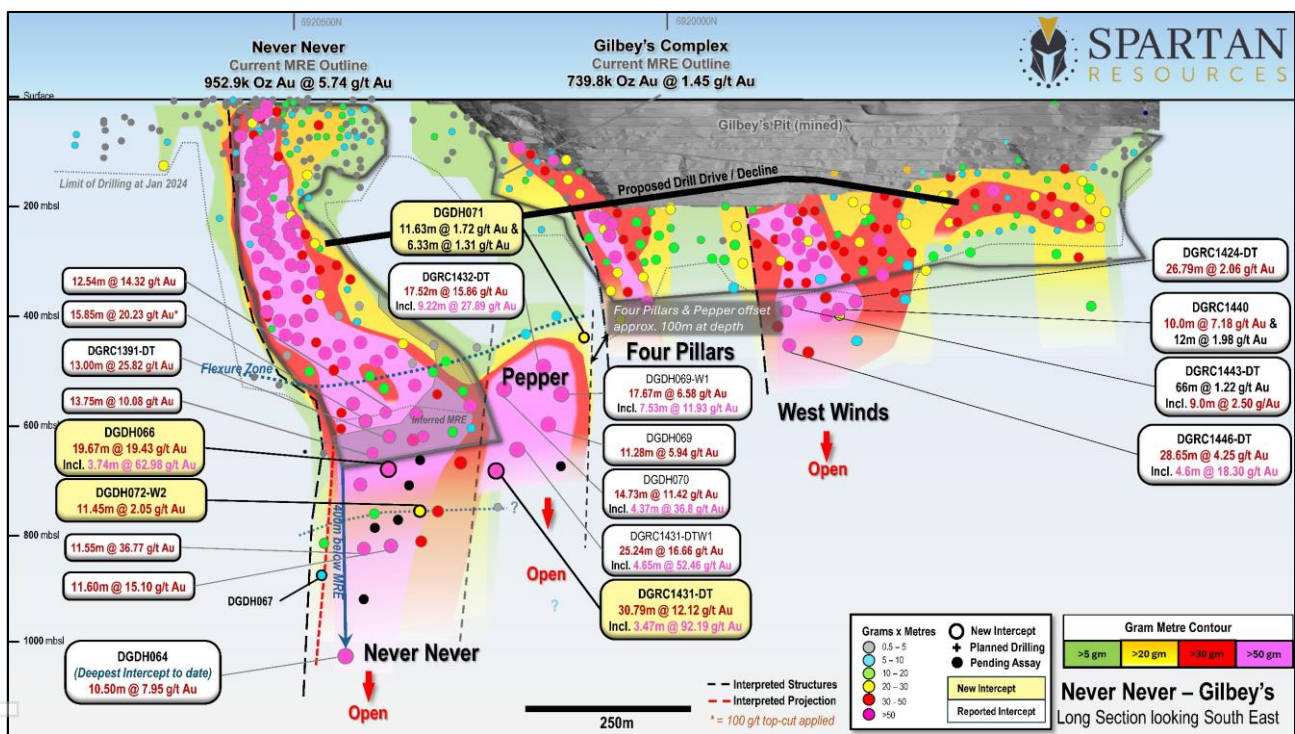 6920500N
6920000N
Never Never
Current MRE Outline
952.9k Oz Au @ 5.74 g/t Au
Gilbey's Complex
Current MRE Outline
739.8k Oz Au @ 1.45 g/t Au
SPARTAN
RESOURCES
Surface
Gilbey's Pit (mined)
Limit of Drilling at Jan 2024
Proposed Drill Drive / Decline
200 mbsl
DGDH071
11.63m @ 1.72 g/t Au &
6.33m @ 1.31 g/t Au
DGRC1432-DT
17.52m @ 15.86 g/t Au
Incl. 9.22m @ 27.89 g/t Au
12.54m @ 14.32 g/t Au
15.85m @ 20.23 g/t Au*
400 mbsl
DGRC1391-DT
13.00m @ 25.82 g/t Au
Flexure Zone
13.75m @ 10.08 g/t Au
Inferred MRE
600 mbsl
DGDH066
19.67m @ 19.43 g/t Au
Incl. 3.74m @ 62.98 g/t Au
DGDH072-W2
11.45m @ 2.05 g/t Au
800 mbsl
11.55m @ 36.77 g/t Au
11.60m @ 15.10 g/t Au
DGDH067
400m below MRE
1000 mbsl
DGDH064
(Deepest Intercept to date)
10.50m @ 7.95 g/t Au
Never Never
Open
Pepper
?
Open
?
Four Pillars & Pepper offset
approx. 100m at depth
Four Pillars
DGDH069-W1
17.67m @ 6.58 g/t Au
Incl. 7.53m @ 11.93 g/t Au
DGDH069
11.28m @ 5.94 g/t Au
DGDH070
14.73m @ 11.42 g/t Au
Incl. 4.37m @ 36.8 g/t Au
DGRC1431-DTW1
25.24m @ 16.66 g/t Au
Incl. 4.65m @ 52.46 g/t Au
DGRC1431-DT
30.79m @ 12.12 g/t Au
Incl. 3.47m @ 92.19 g/t Au
West Winds
Open
DGRC1424-DT
26.79m @ 2.06 g/t Au
DGRC1440
10.0m @ 7.18 g/t Au &
12m @ 1.98 g/t Au
DGRC1443-DT
66m @ 1.22 g/t Au
Incl. 9.0m @ 2.50 g/Au
DGRC1446-DT
28.65m @ 4.25 g/t Au
Incl. 4.6m @ 18.30 g/t Au
Interpreted Structures
Interpreted Projection
* = 100 g/t top-cut applied
250m
Grams x Metres
0.5 – 5
5 – 10
10 – 20
20 – 30
30 - 50
>50
New Intercept
Planned Drilling
Pending Assay
New Intercept
Reported Intercept
Gram Metre Contour
>5 gm
>20 gm
>30 gm
>50 gm
Never Never – Gilbey's
Long Section looking South East